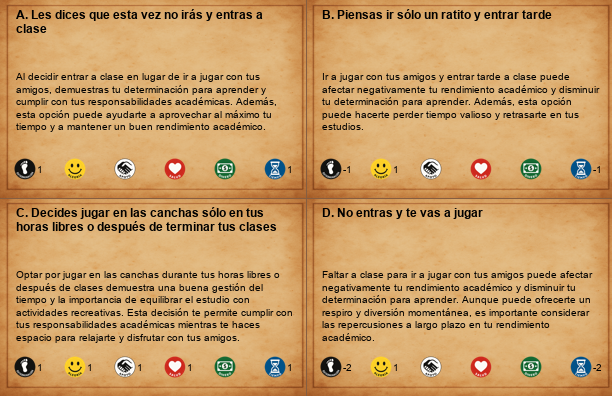 A. Les dices que esta vez no irás y entras a
clase
Al decidir entrar a clase en lugar de ir a jugar con tus
amigos, demuestras tu determinación para aprender y
cumplir con tus responsabilidades académicas. Además,
esta opción puede ayudarte a aprovechar al máximo tu
tiempo y a mantener un buen rendimiento académico.
1 1 1
B. Piensas ir sólo un ratito y entrar tarde
Ir a jugar con tus amigos y entrar tarde a clase puede
afectar negativamente tu rendimiento académico y disminuir
tu determinación para aprender. Además, esta opción
puede hacerte perder tiempo valioso y retrasarte en tus
estudios.
-1 1 -1
C. Decides jugar en las canchas sólo en tus
horas libres o después de terminar tus clases
Optar por jugar en las canchas durante tus horas libres o
después de clases demuestra una buena gestión del
tiempo y la importancia de equilibrar el estudio con
actividades recreativas. Esta decisión te permite cumplir con
tus responsabilidades académicas mientras te haces
espacio para relajarte y disfrutar con tus amigos.
1 1 1 1 1
D. No entras y te vas a jugar
Faltar a clase para ir a jugar con tus amigos puede afectar
negativamente tu rendimiento académico y disminuir tu
determinación para aprender. Aunque puede ofrecerte un
respiro y diversión momentánea, es importante considerar
las repercusiones a largo plazo en tu rendimiento
académico.
-2 1 -2